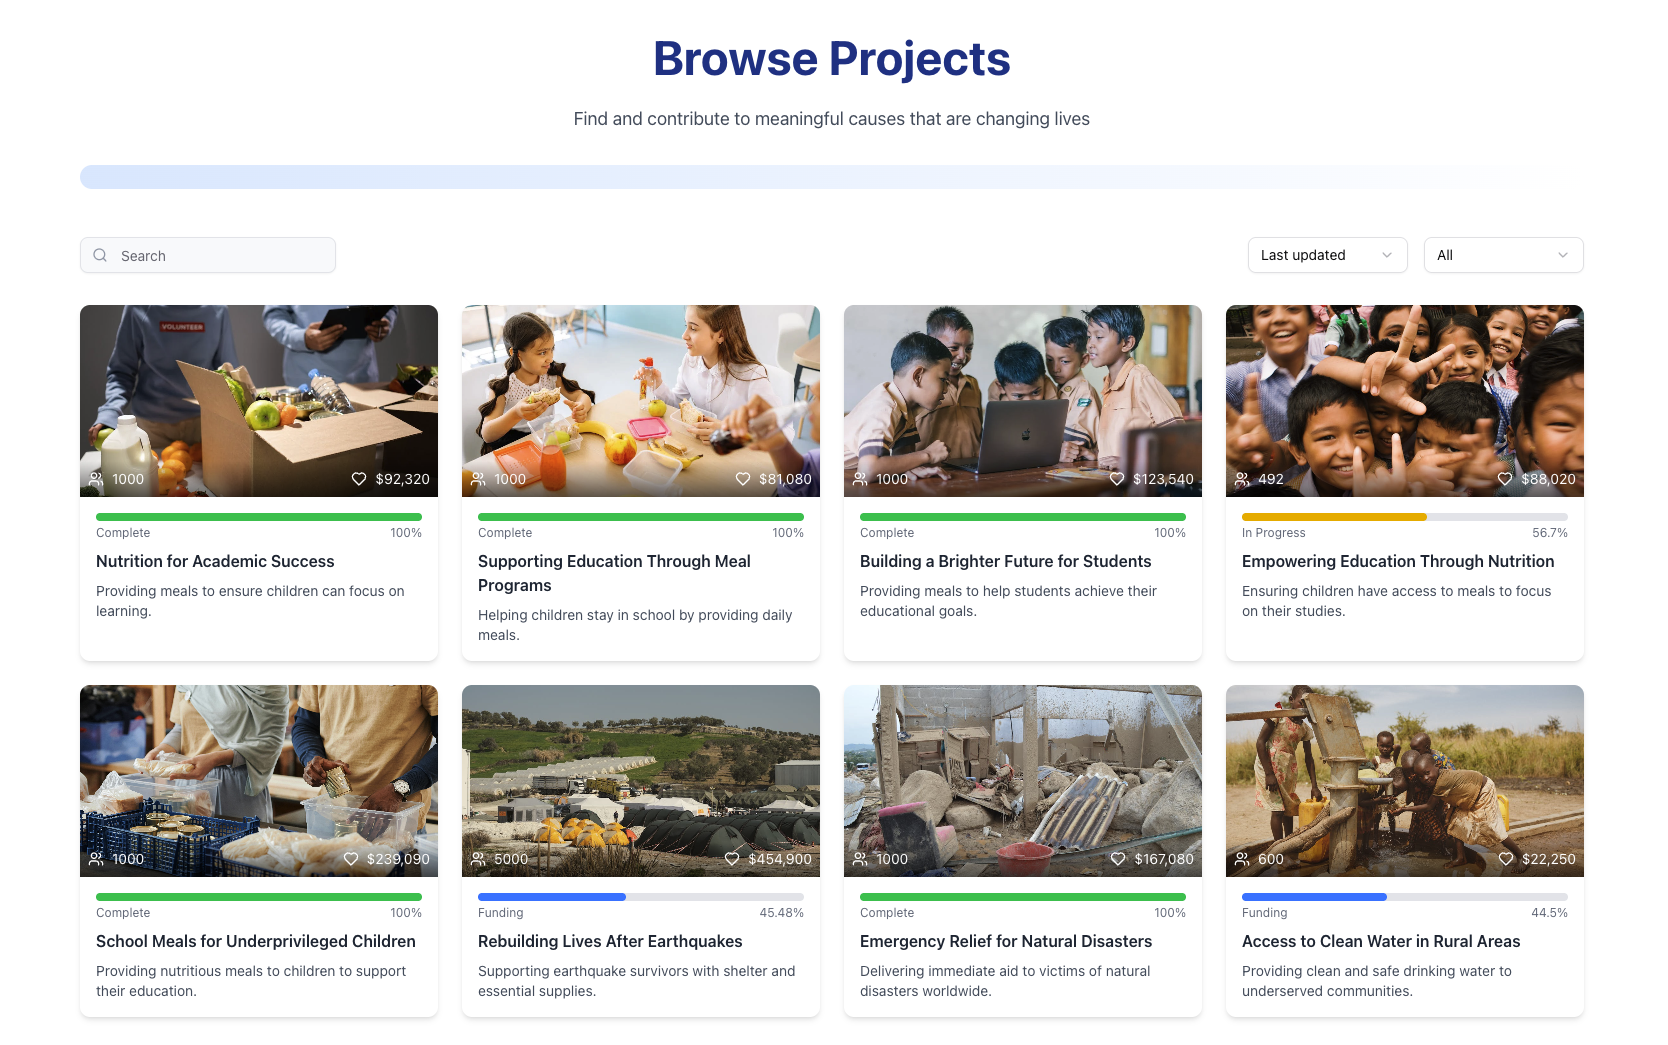 Browse Projects
Find and contribute to meaningful causes that are changing lives
Search
Last updated
All
VOLUNTEER
1000
$92,320
Complete
100%
Nutrition for Academic Success
Providing meals to ensure children can focus on
learning.
1000
$81,080
Complete
100%
Supporting Education Through Meal
Programs
Helping children stay in school by providing daily
meals.
1000
$123,540
Complete
100%
Building a Brighter Future for Students
Providing meals to help students achieve their
educational goals.
492
$88,020
In Progress
56.7%
Empowering Education Through Nutrition
Ensuring children have access to meals to focus
on their studies.
1000
$239,090
Complete
100%
School Meals for Underprivileged Children
Providing nutritious meals to children to support
their education.
5000
$454,900
Funding
45.48%
Rebuilding Lives After Earthquakes
Supporting earthquake survivors with shelter and
essential supplies.
1000
$167,080
Complete
100%
Emergency Relief for Natural Disasters
Delivering immediate aid to victims of natural
disasters worldwide.
600
$22,250
Funding
44.5%
Access to Clean Water in Rural Areas
Providing clean and safe drinking water to
underserved communities.